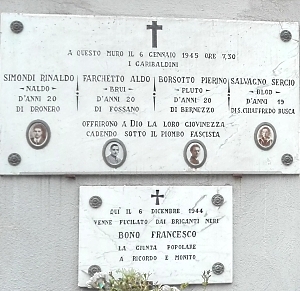 A QUESTO MURO IL 6 GENNAIO 1945 ORE 7,30
I GARIBALDINI
SIMONDI RINALDO FARCHETTO ALDO BORSOTTO PIERINO SALVAGNO SERGIO
NALDO BRUI PLUTO BLOD
D'ANNI 20 D'ANNI 20 D'ANNI 20 D'ANNI 19
DI DRONERO DI FOSSANO DI BERNEZZO DI S. CHIAFFREDO BUSCA
OFFRIRONO A DIO LA LORO GIOVINEZZA
CADENDO SOTTO IL PIOMBO FASCISTA
QUI IL 6 DICEMBRE 1944
VENNE FUCILATO DAI BRIGANTI NERI
BONO FRANCESCO
LA GIUNTA POPOLARE
A RICORDO E MONITO